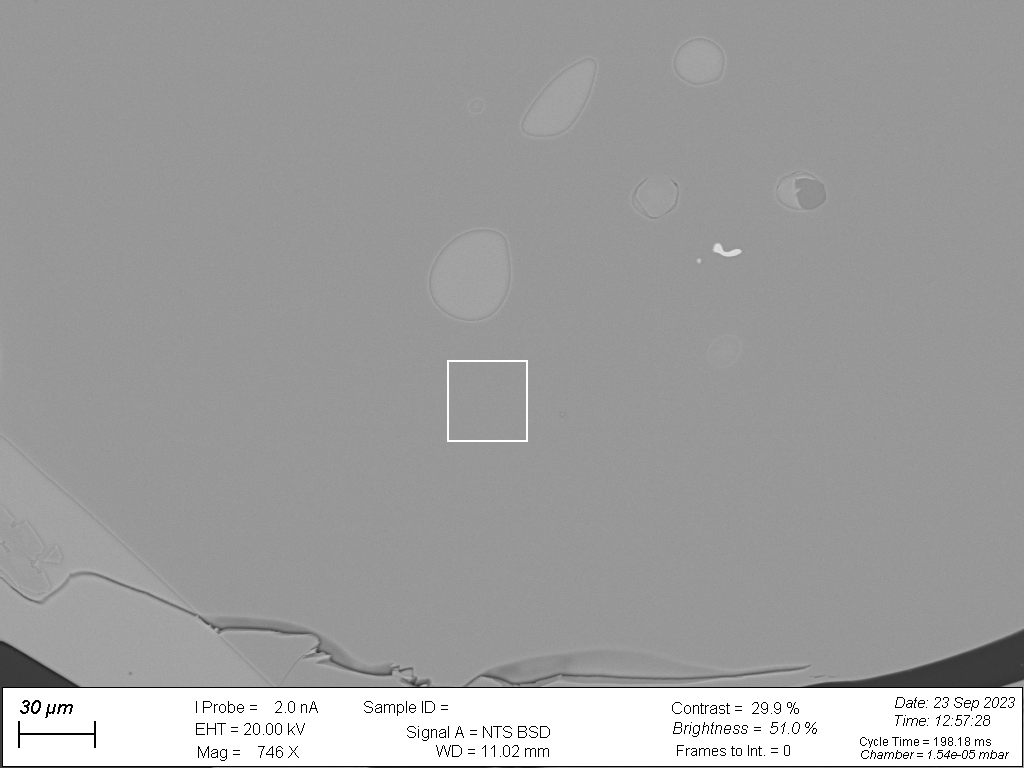 30 µm
I Probe = 2.0 nA
EHT = 20.00 kV
Mag = 746 X
Sample ID =
Signal A = NTS BSD
WD = 11.02 mm
Contrast = 29.9 %
Brightness = 51.0 %
Frames to Int. = 0
Date: 23 Sep 2023
Time: 12:57:28
Cycle Time = 198.18 ms
Chamber = 1.54e-05 mbar